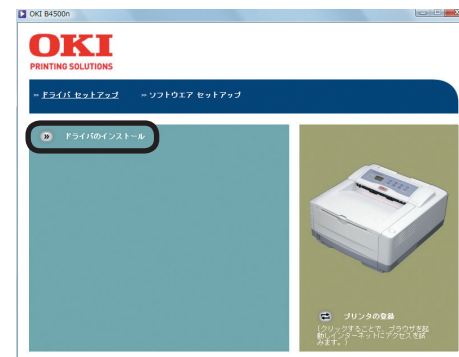 OKI B4500n
OKI
PRINTING SOLUTIONS
» ドライバ セットアップ » ソフトウエア セットアップ
» ドライバのインストール
プリンタの登録
[クリックすることで、ブラウザを起
動しインターネットにアクセスを試
みます。]